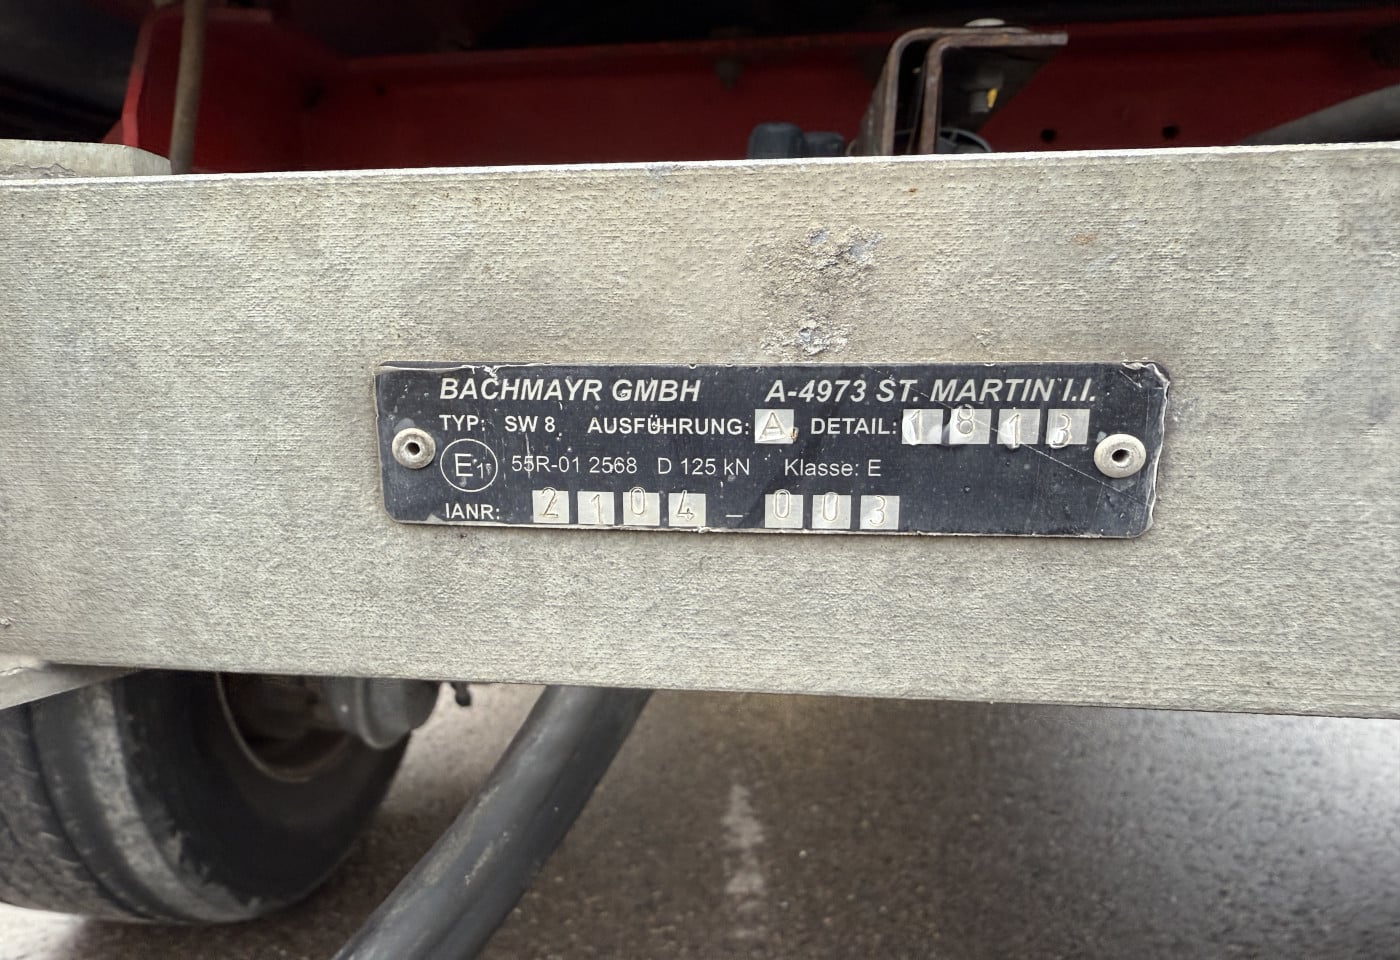 BACHMAYR GMBH A-4973 ST. MARTIN I.I.
TYP: SW 8 AUSFÜHRUNG: A DETAIL: 1813
E1 55R-01 2568 D 125 kN Klasse: E
IANR: 2104 - 003